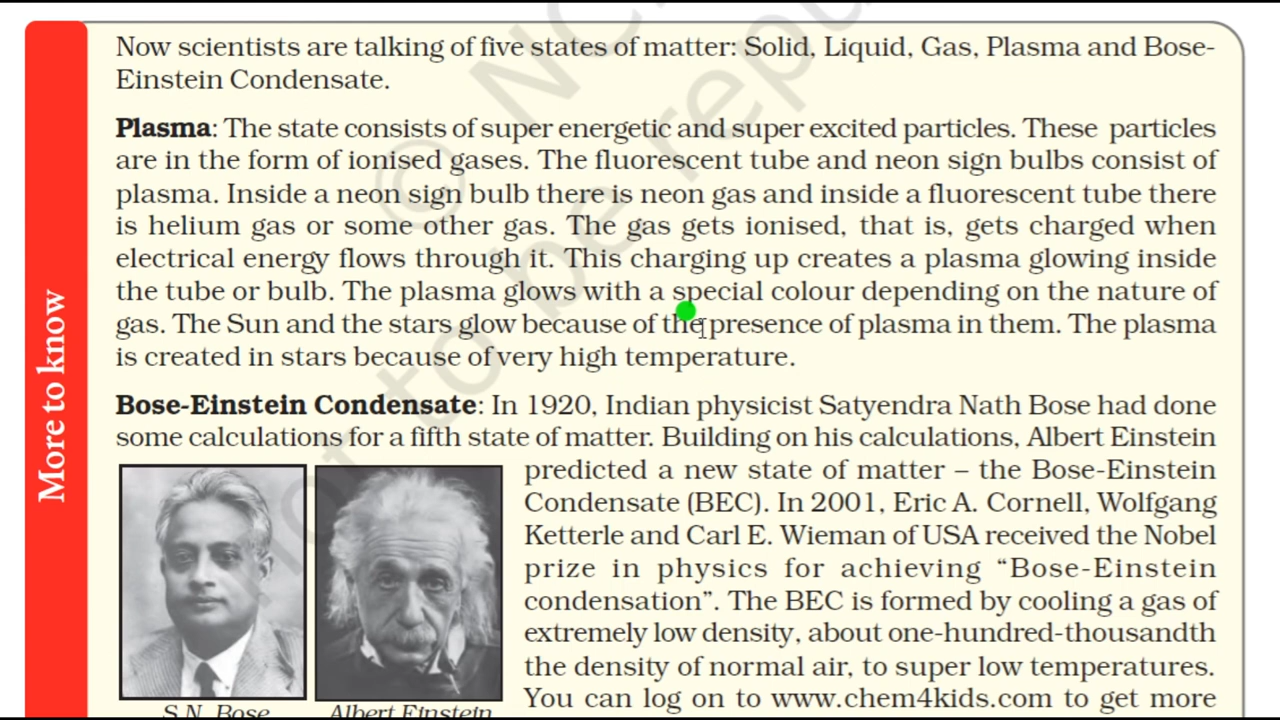 Now scientists are talking of five states of matter: Solid, Liquid, Gas, Plasma and Bose-
Einstein Condensate.
Plasma: The state consists of super energetic and super excited particles. These particles
are in the form of ionised gases. The fluorescent tube and neon sign bulbs consist of
plasma. Inside a neon sign bulb there is neon gas and inside a fluorescent tube there
is helium gas or some other gas. The gas gets ionised, that is, gets charged when
electrical energy flows through it. This charging up creates a plasma glowing inside
the tube or bulb. The plasma glows with a special colour depending on the nature of
gas. The Sun and the stars glow because of the presence of plasma in them. The plasma
is created in stars because of very high temperature.
Bose-Einstein Condensate: In 1920, Indian physicist Satyendra Nath Bose had done
some calculations for a fifth state of matter. Building on his calculations, Albert Einstein
predicted a new state of matter – the Bose-Einstein
Condensate (BEC). In 2001, Eric A. Cornell, Wolfgang
Ketterle and Carl E. Wieman of USA received the Nobel
prize in physics for achieving “Bose-Einstein
condensation”. The BEC is formed by cooling a gas of
extremely low density, about one-hundred-thousandth
the density of normal air, to super low temperatures.
You can log on to www.chem4kids.com to get more
S.N. Bose
Albert Einstein
More to know
© NC
to be repu